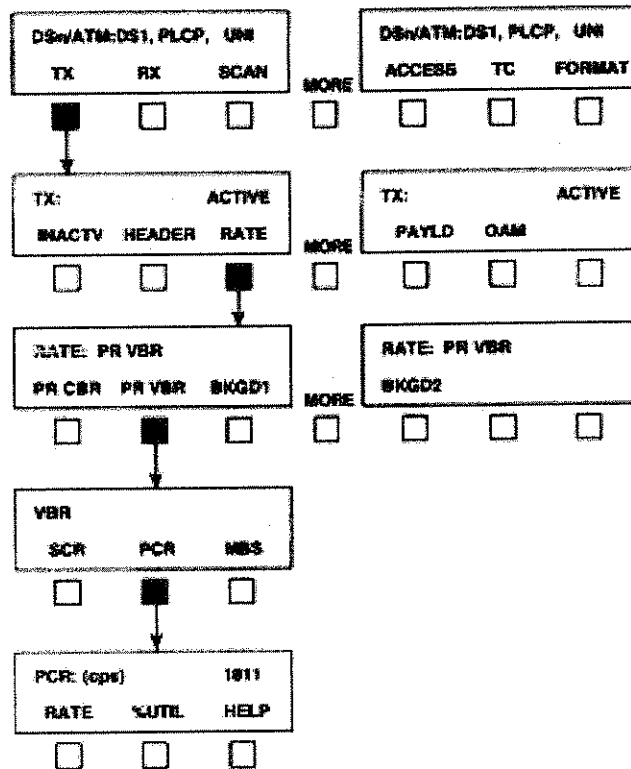 DSn/ATM:DS1, PLCP, UNI
TX RX SCAN
MORE
DSn/ATM:DS1, PLCP, UNI
ACCESS TC FORMAT
TX: ACTIVE
INACTV HEADER RATE
MORE
TX: ACTIVE
PAYLD OAM
RATE: PR VBR
PR CBR PR VBR BKGD1
MORE
RATE: PR VBR
BKGD2
VBR
SCR PCR MBS
PCR: (cps) 1811
RATE %UTIL HELP